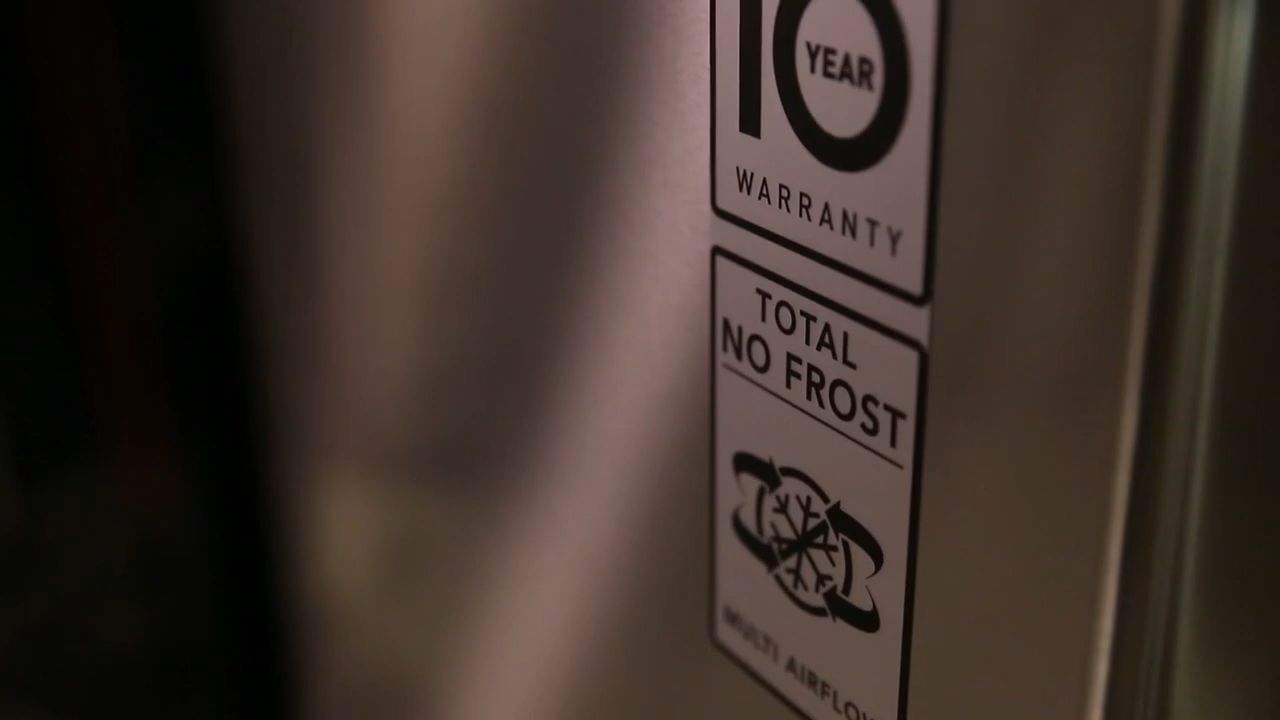 10
YEAR
WARRANTY
TOTAL
NO FROST
MULTI AIRFLOW